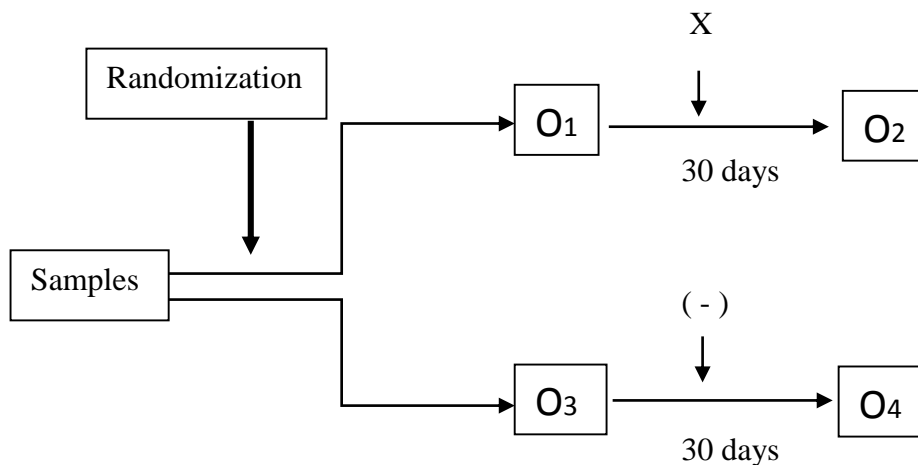 X
Randomization
O1
O2
30 days
Samples
( - )
O3
O4
30 days